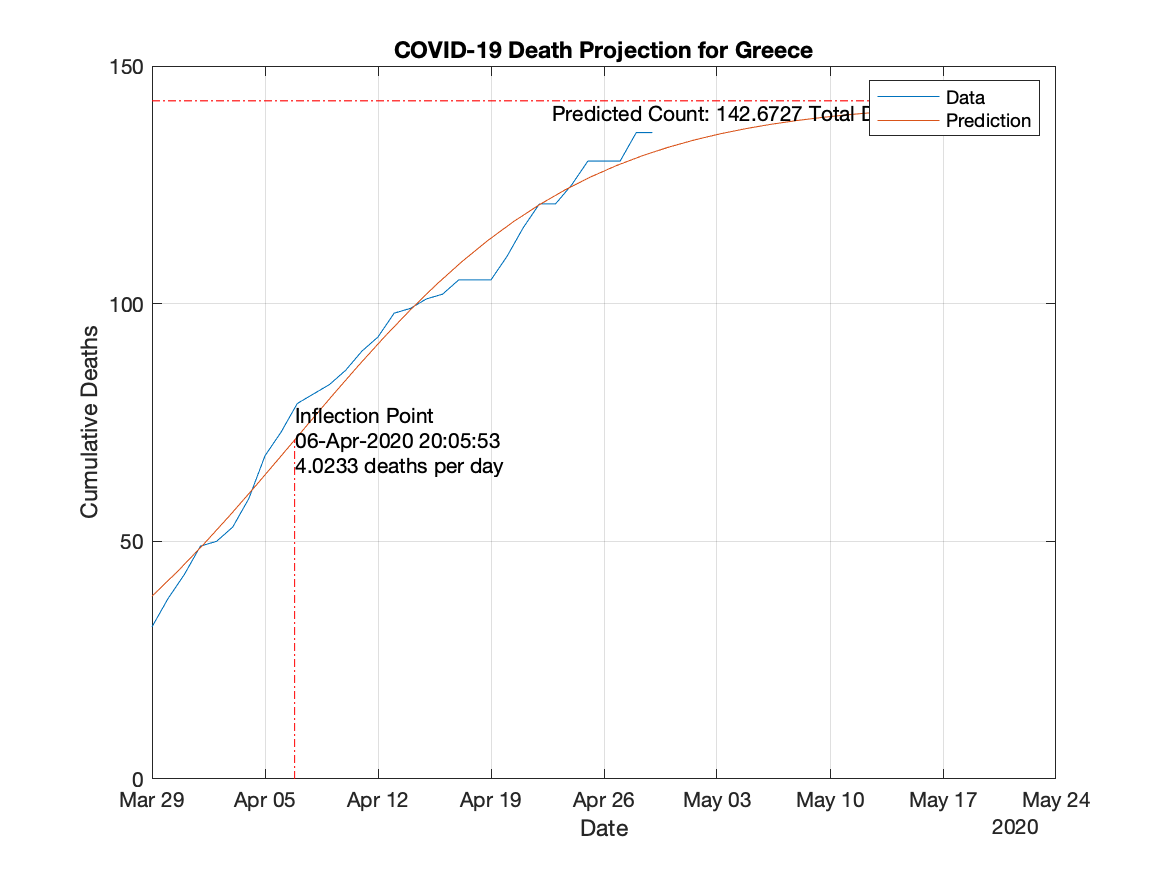 COVID-19 Death Projection for Greece
150
Data
Predicted Count: 142.6727 Total
Prediction
100
Inflection Point
06-Apr-2020 20:05:53
4.0233 deaths per day
Cumulative Deaths
50
0
Mar 29 Apr 05 Apr 12 Apr 19 Apr 26 May 03 May 10 May 17 May 24
Date
2020